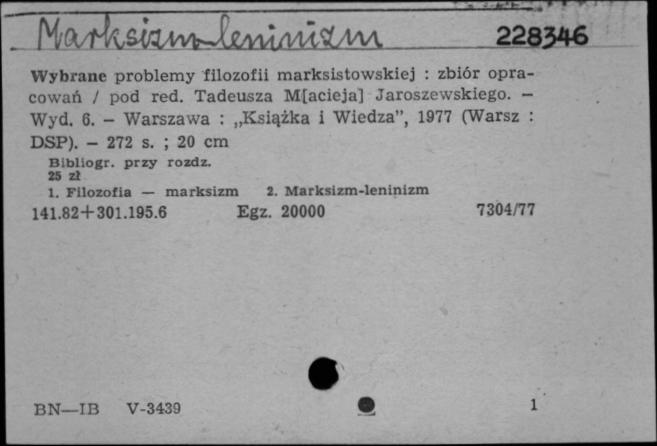 Marksizm-leninizm 228346
Wybrane problemy filozofii marksistowskiej : zbiór opra-
cowań / pod red. Tadeusza M[acieja] Jaroszewskiego. —
Wyd. 6. — Warszawa : „Książka i Wiedza”, 1977 (Warsz :
DSP). — 272 s. ; 20 cm
Bibliogr. przy rozdz.
25 zł
1. Filozofia — marksizm 2. Marksizm-leninizm
141.82+301.195.6 Egz. 20000 7304/77
BN—IB V-3439 1